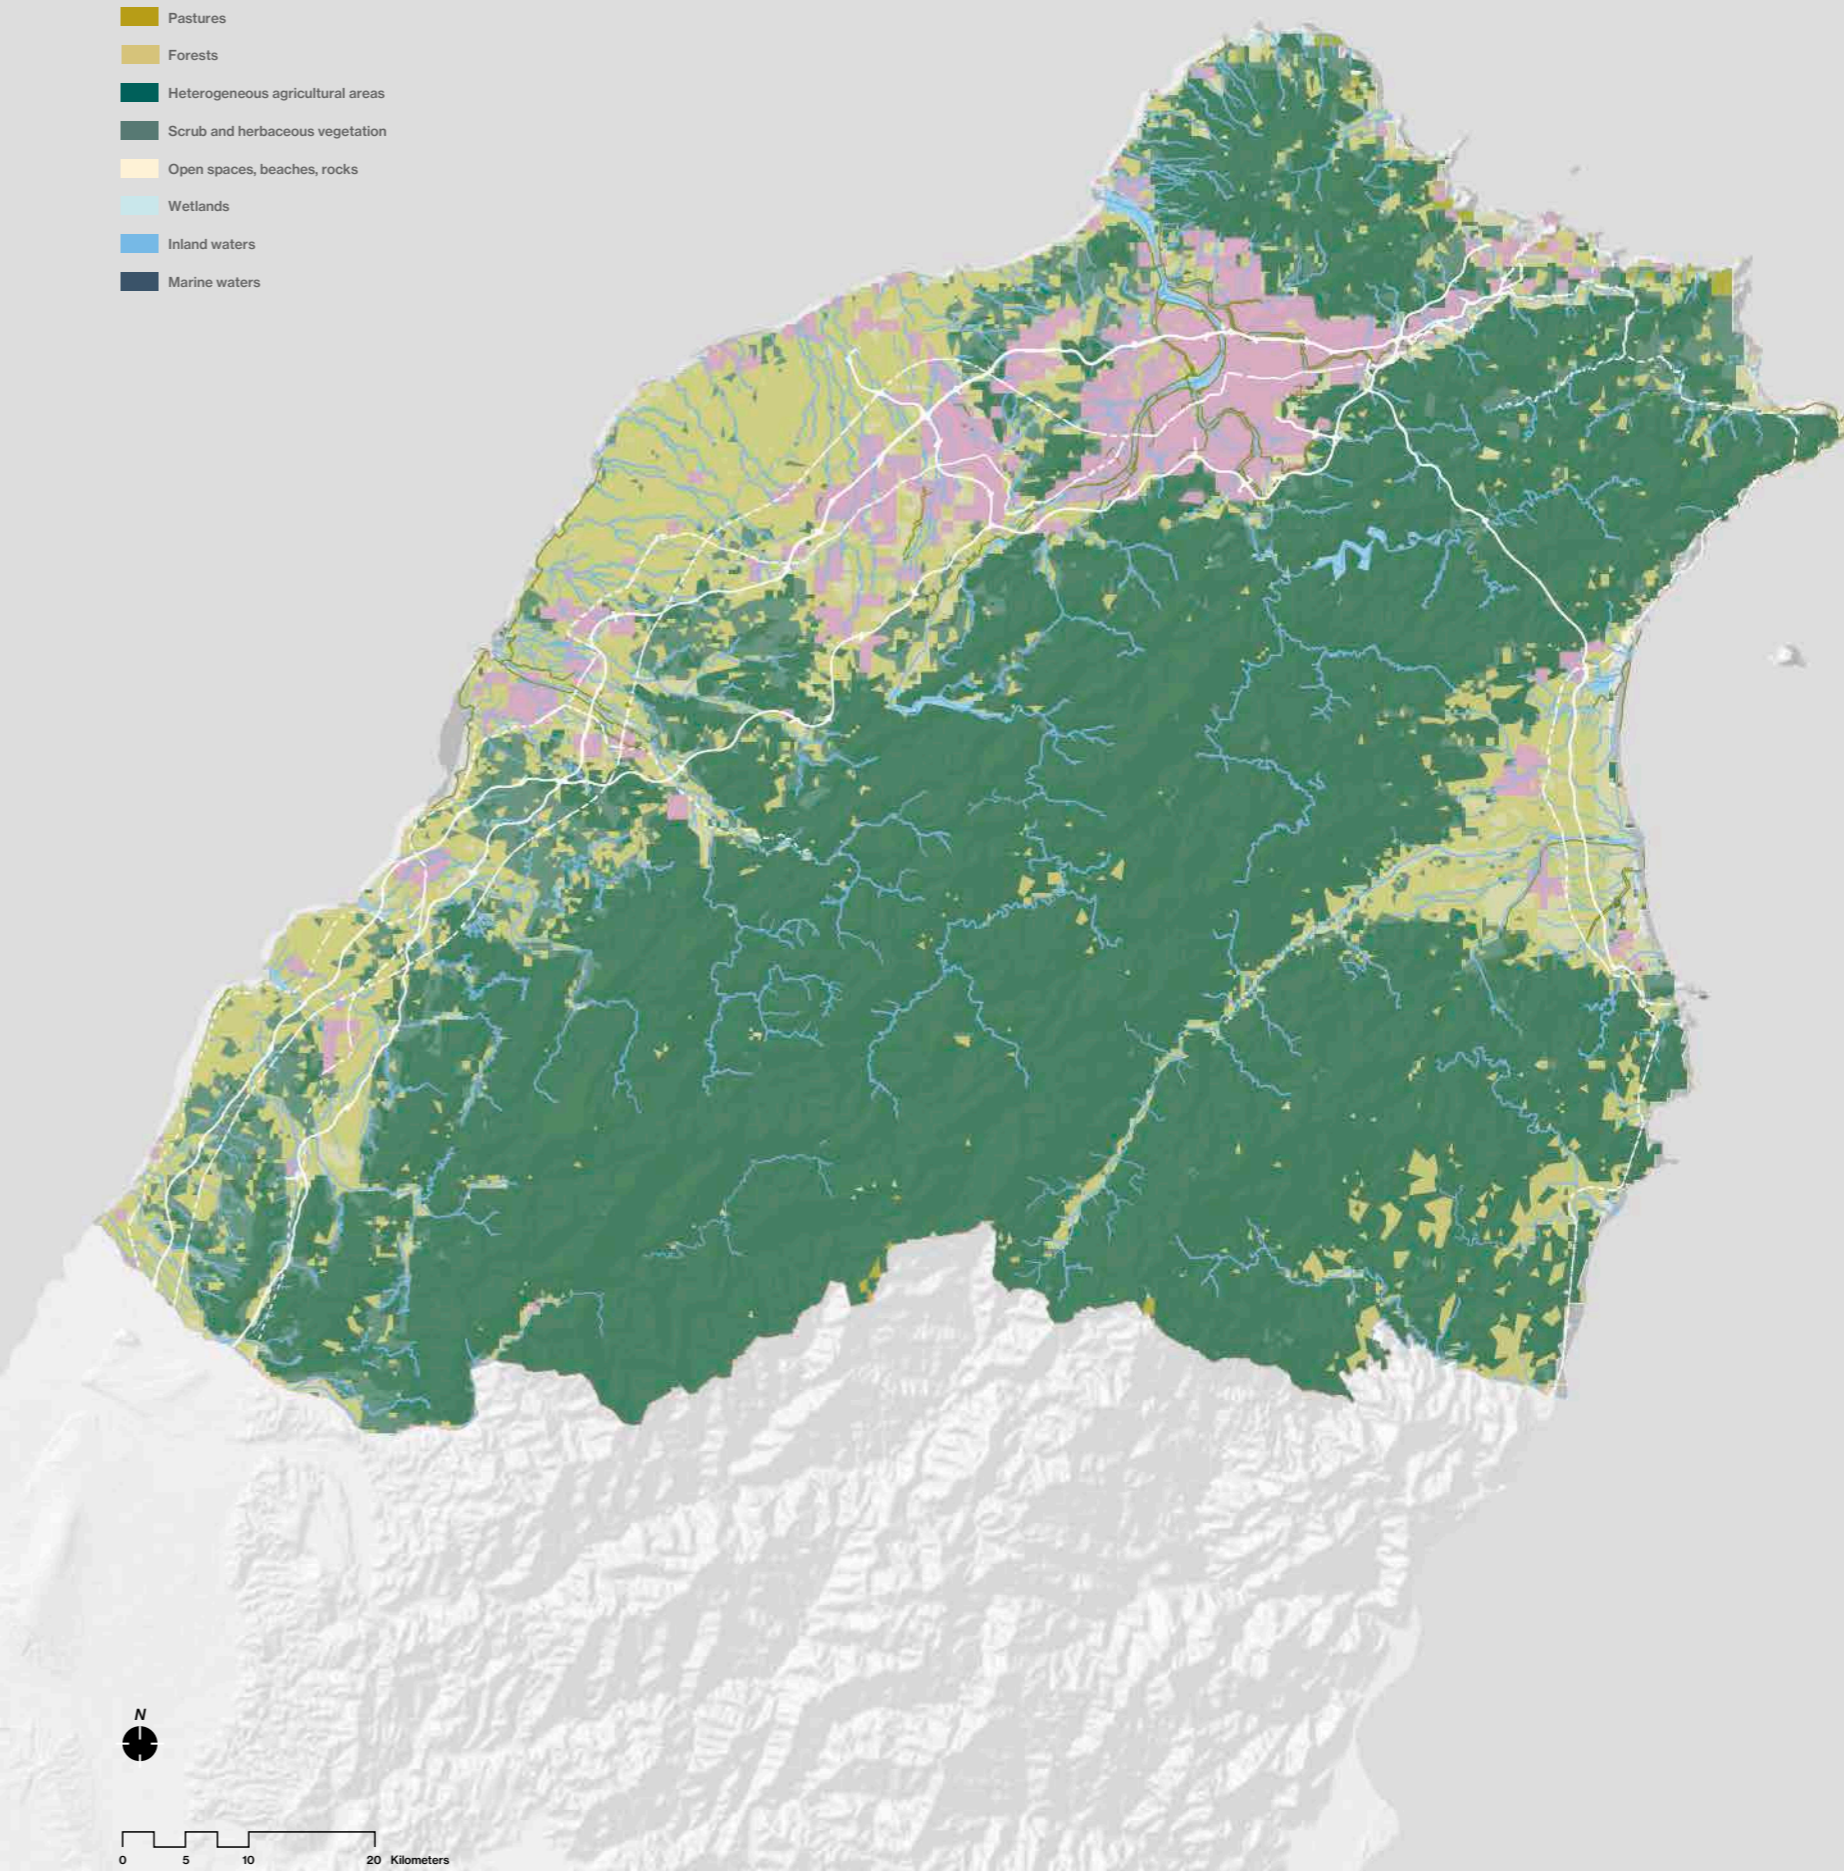 Pastures
Forests
Heterogeneous agricultural areas
Scrub and herbaceous vegetation
Open spaces, beaches, rocks
Wetlands
Inland waters
Marine waters
N
0 5 10 20 Kilometers